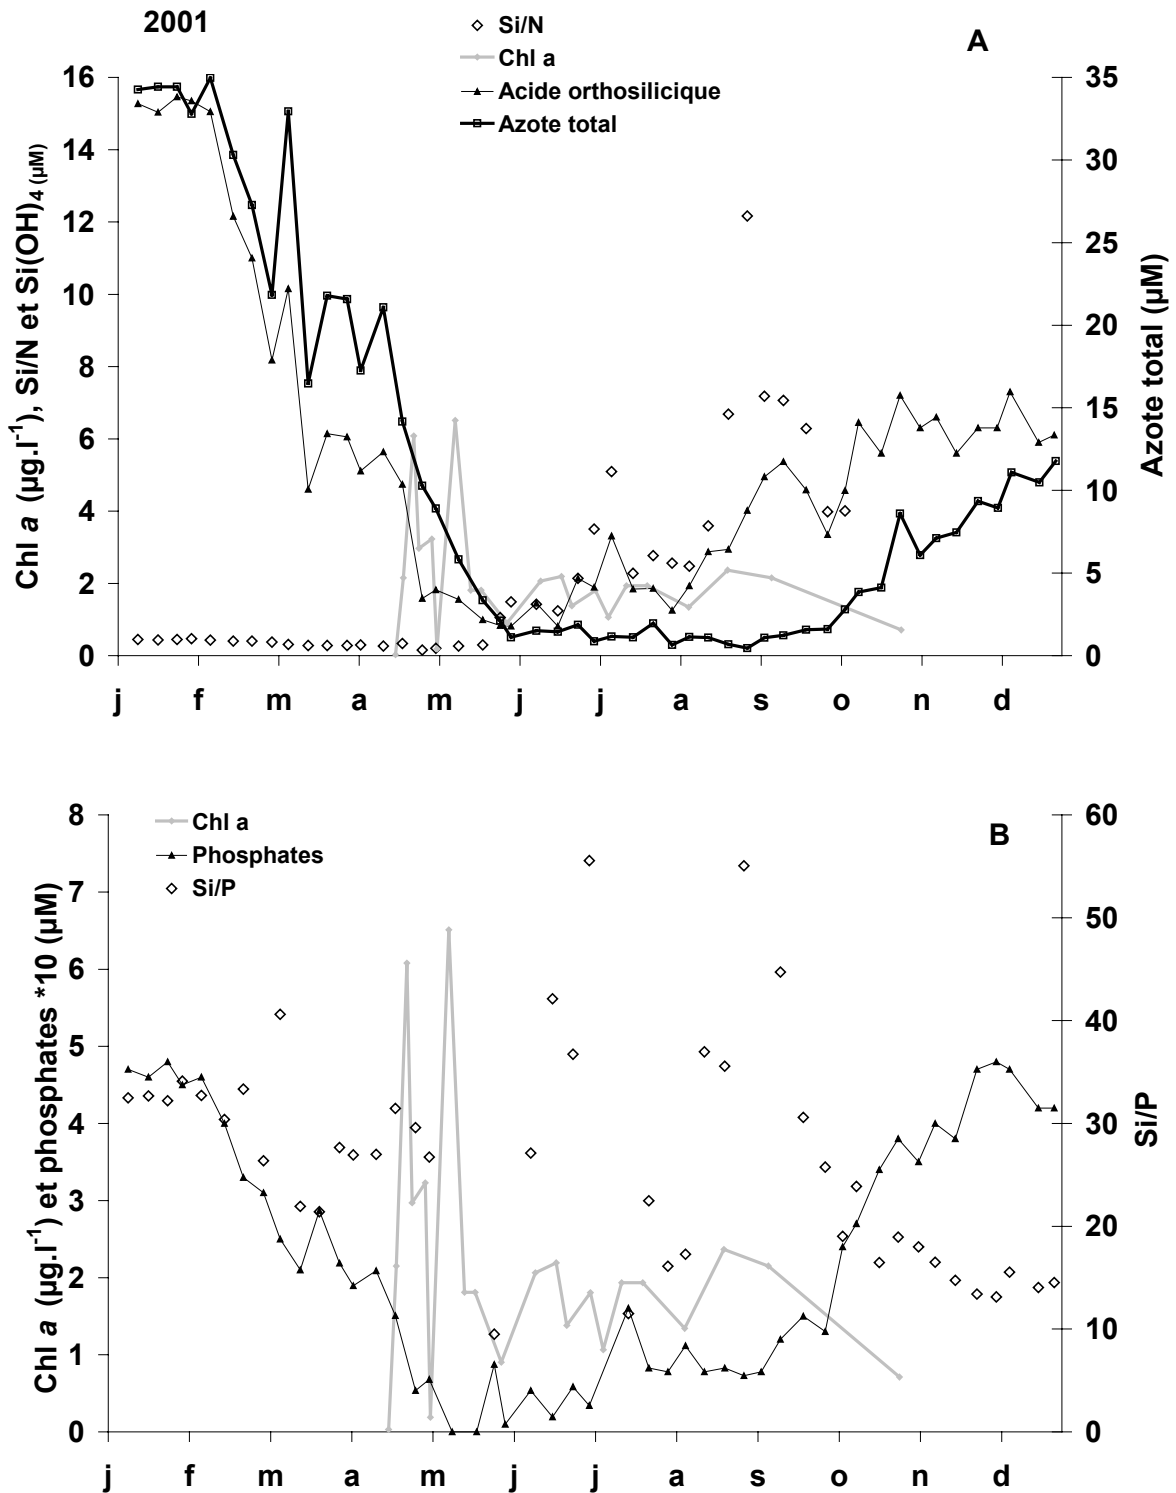 2001
Si/N
Chl a
Acide orthosilicique
Azote total
A
16
14
12
10
8
6
4
2
0
35
30
25
20
15
10
5
0
Chl a (µg.l-1), Si/N et Si(OH)4 (µM)
Azote total (µM)
j f m a m j j a s o n d
Chl a
Phosphates
Si/P
B
8
7
6
5
4
3
2
1
0
60
50
40
30
20
10
0
Chl a (µg.l-1) et phosphates *10 (µM)
Si/P
j f m a m j j a s o n d